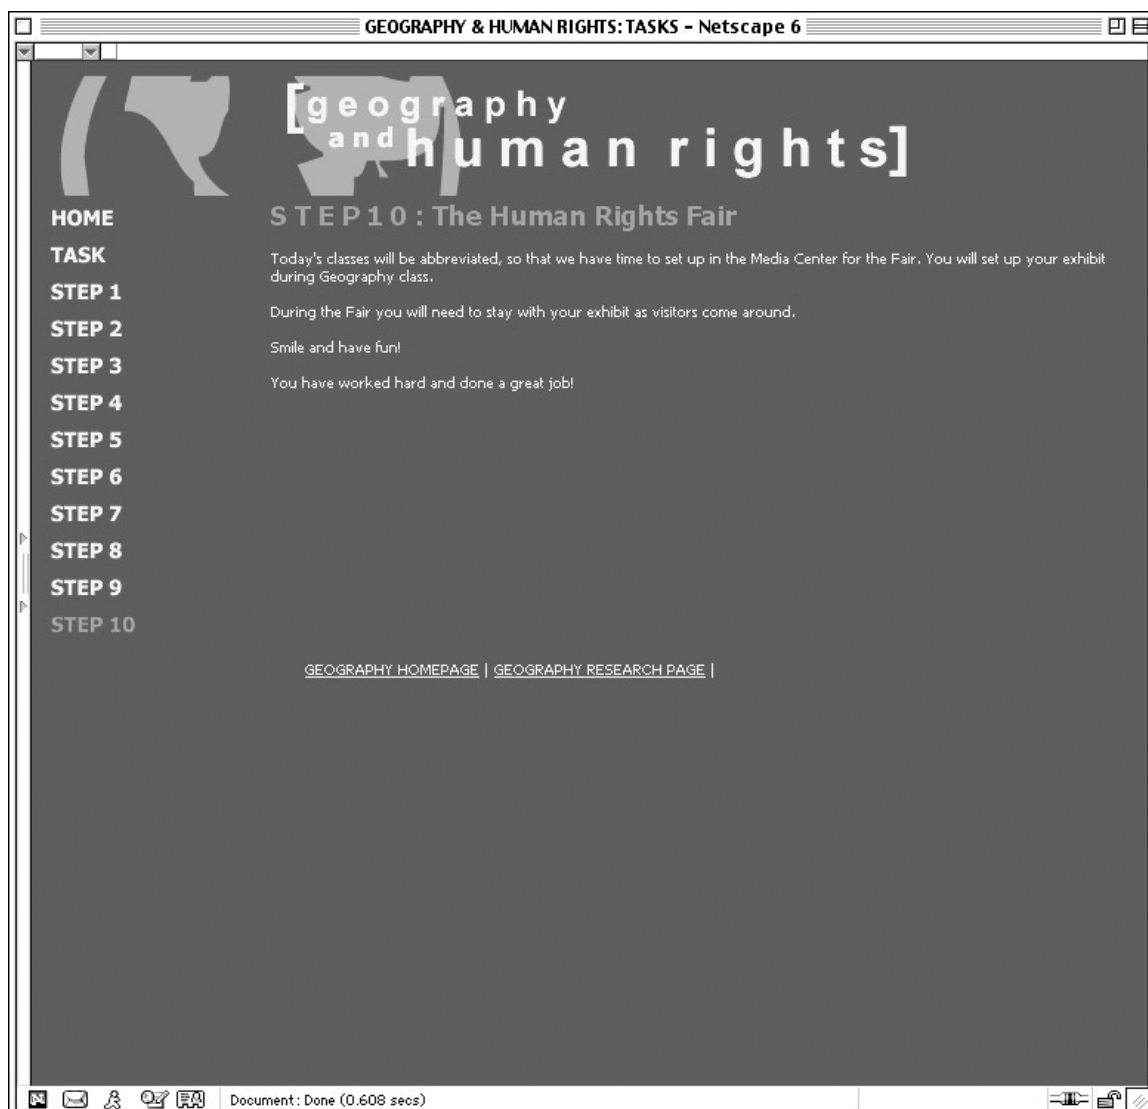 GEOGRAPHY & HUMAN RIGHTS: TASKS - Netscape 6
[geography
and human rights]
HOME
TASK
STEP 1
STEP 2
STEP 3
STEP 4
STEP 5
STEP 6
STEP 7
STEP 8
STEP 9
STEP 10
STEP10: The Human Rights Fair
Today's classes will be abbreviated, so that we have time to set up in the Media Center for the Fair. You will set up your exhibit
during Geography class.
During the Fair you will need to stay with your exhibit as visitors come around.
Smile and have fun!
You have worked hard and done a great job!
GEOGRAPHY HOMEPAGE | GEOGRAPHY RESEARCH PAGE |
Document: Done (0.608 secs)